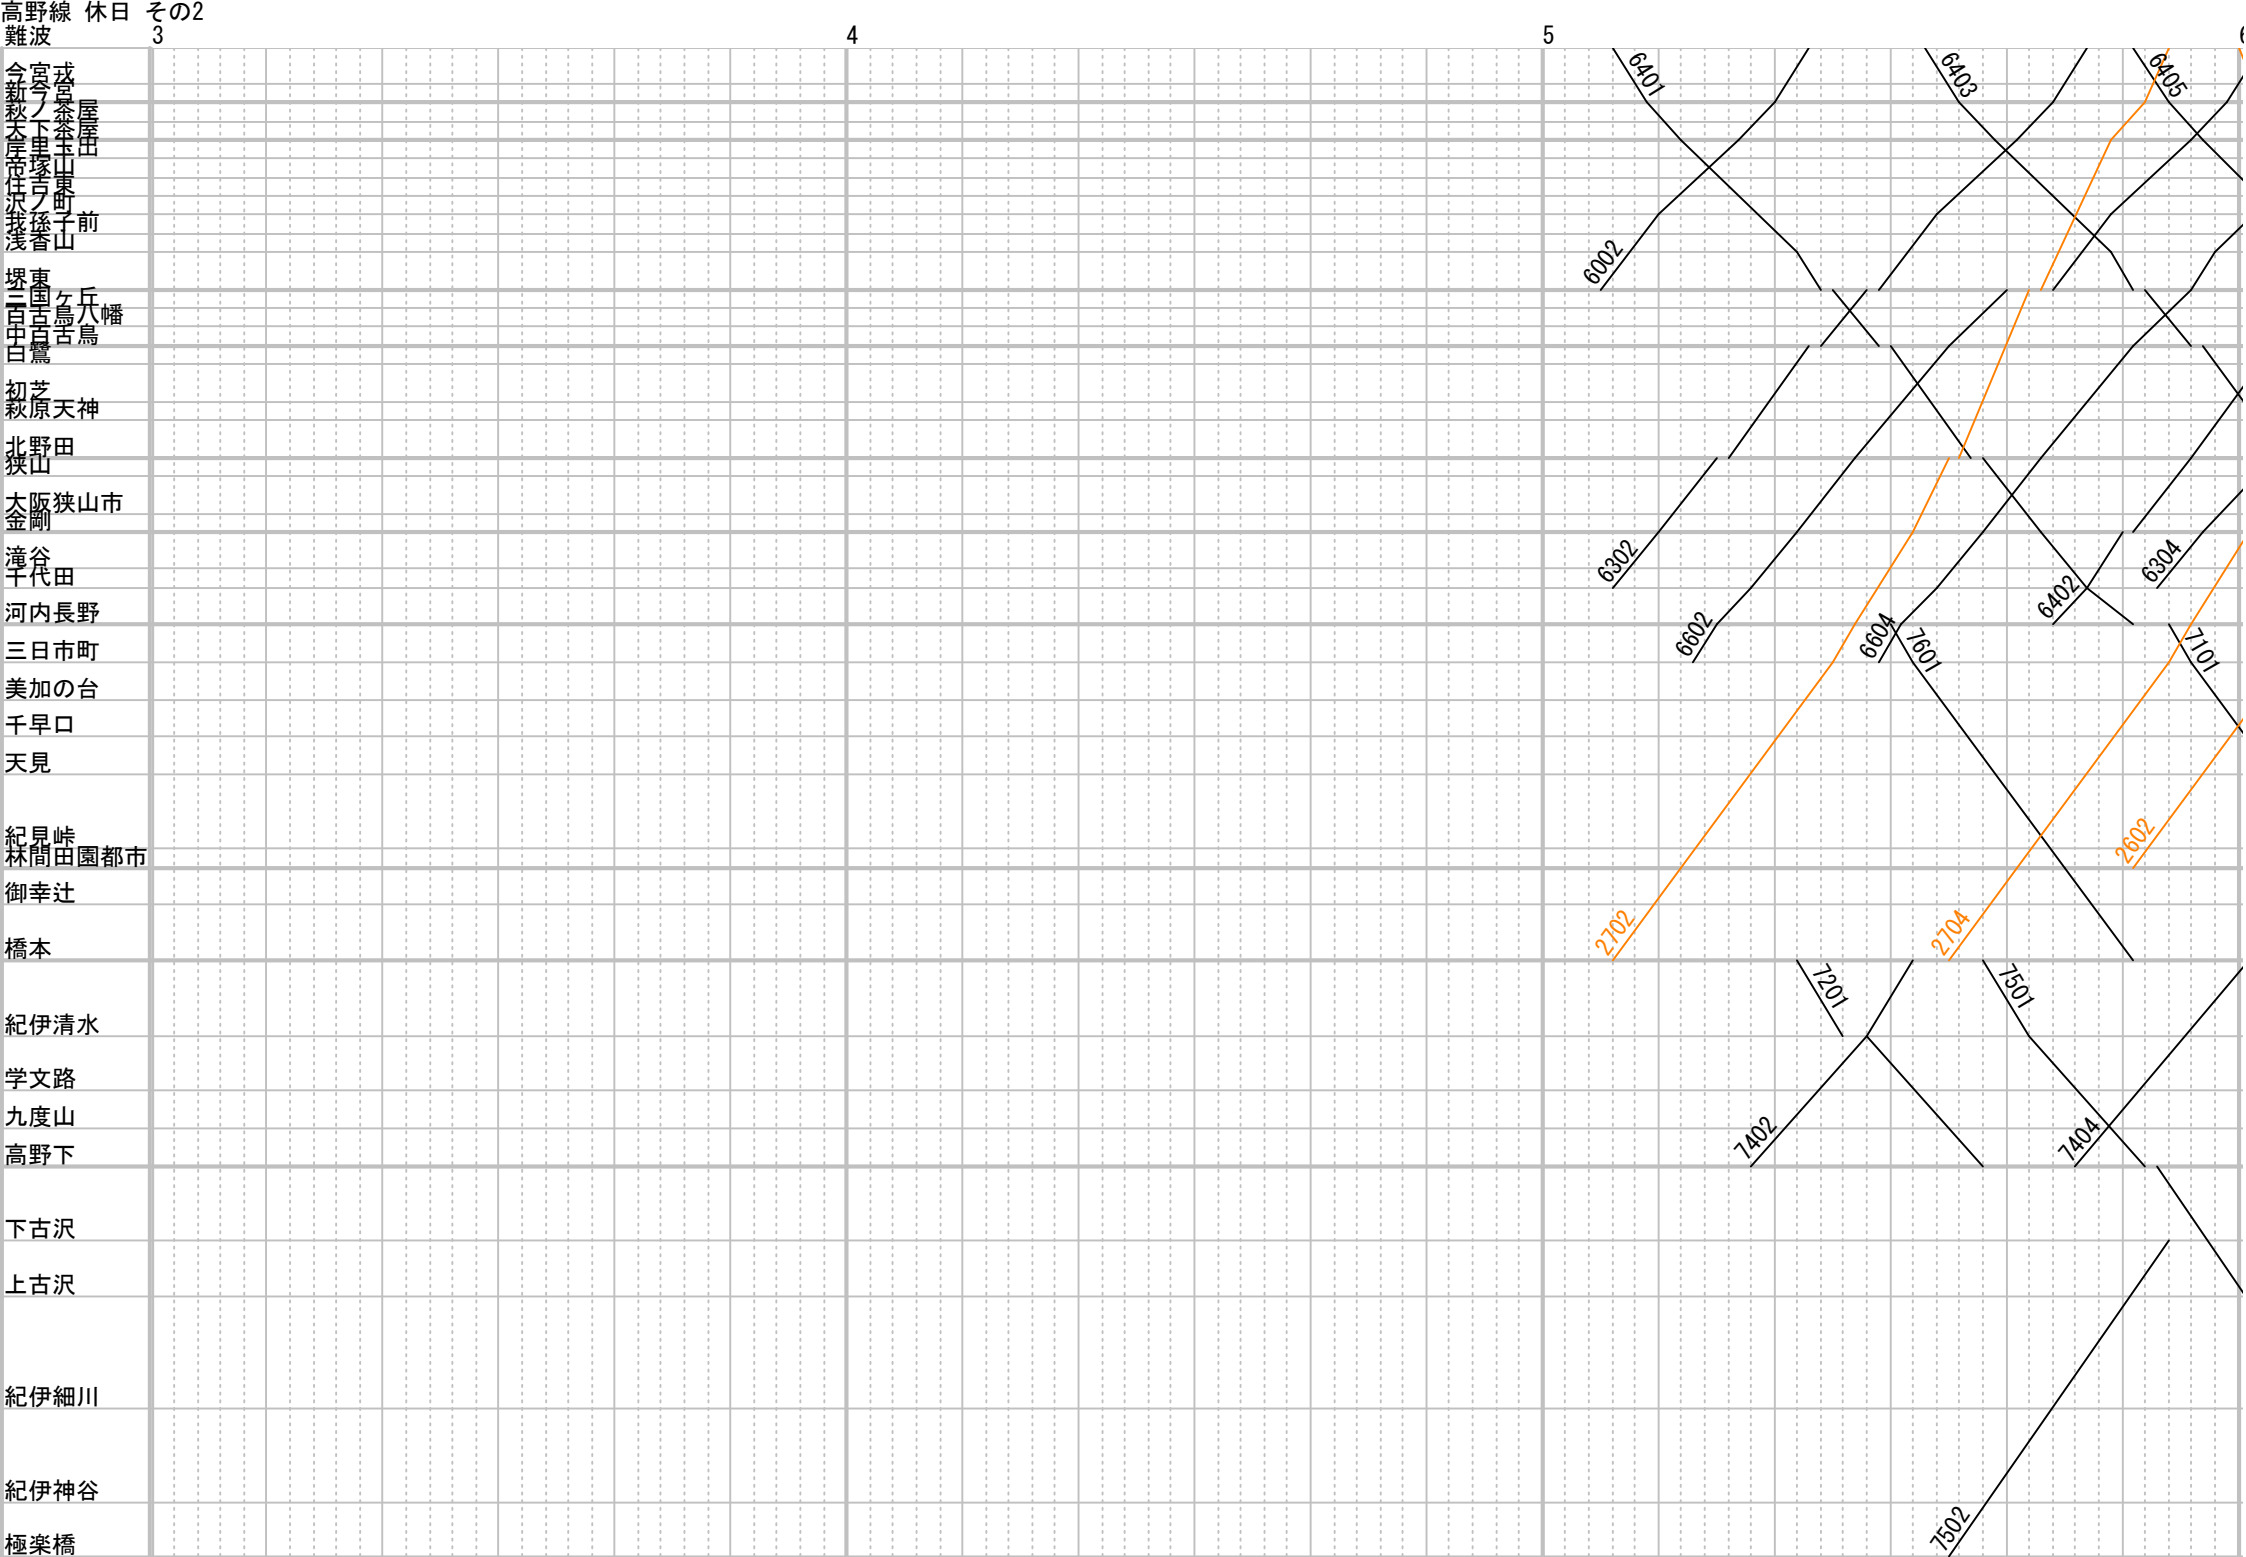 高野線 休日 その2
難波
3 4 5 6
今宮戎
新今宮
萩ノ茶屋
天下茶屋
岸里玉出
帝塚山
住吉東
沢ノ町
我孫子前
浅香山
堺東
三国ヶ丘
百舌鳥八幡
中百舌鳥
白鷺
初芝
萩原天神
北野田
狭山
大阪狭山市
金剛
滝谷
千代田
河内長野
三日市町
美加の台
千早口
天見
紀見峠
林間田園都市
御幸辻
橋本
紀伊清水
学文路
九度山
高野下
下古沢
上古沢
紀伊細川
紀伊神谷
極楽橋
6401
6403
6405
6002
6302
6304
6402
6602
6604
7601
7101
2602
2702
2704
7201
7501
7402
7404
7502